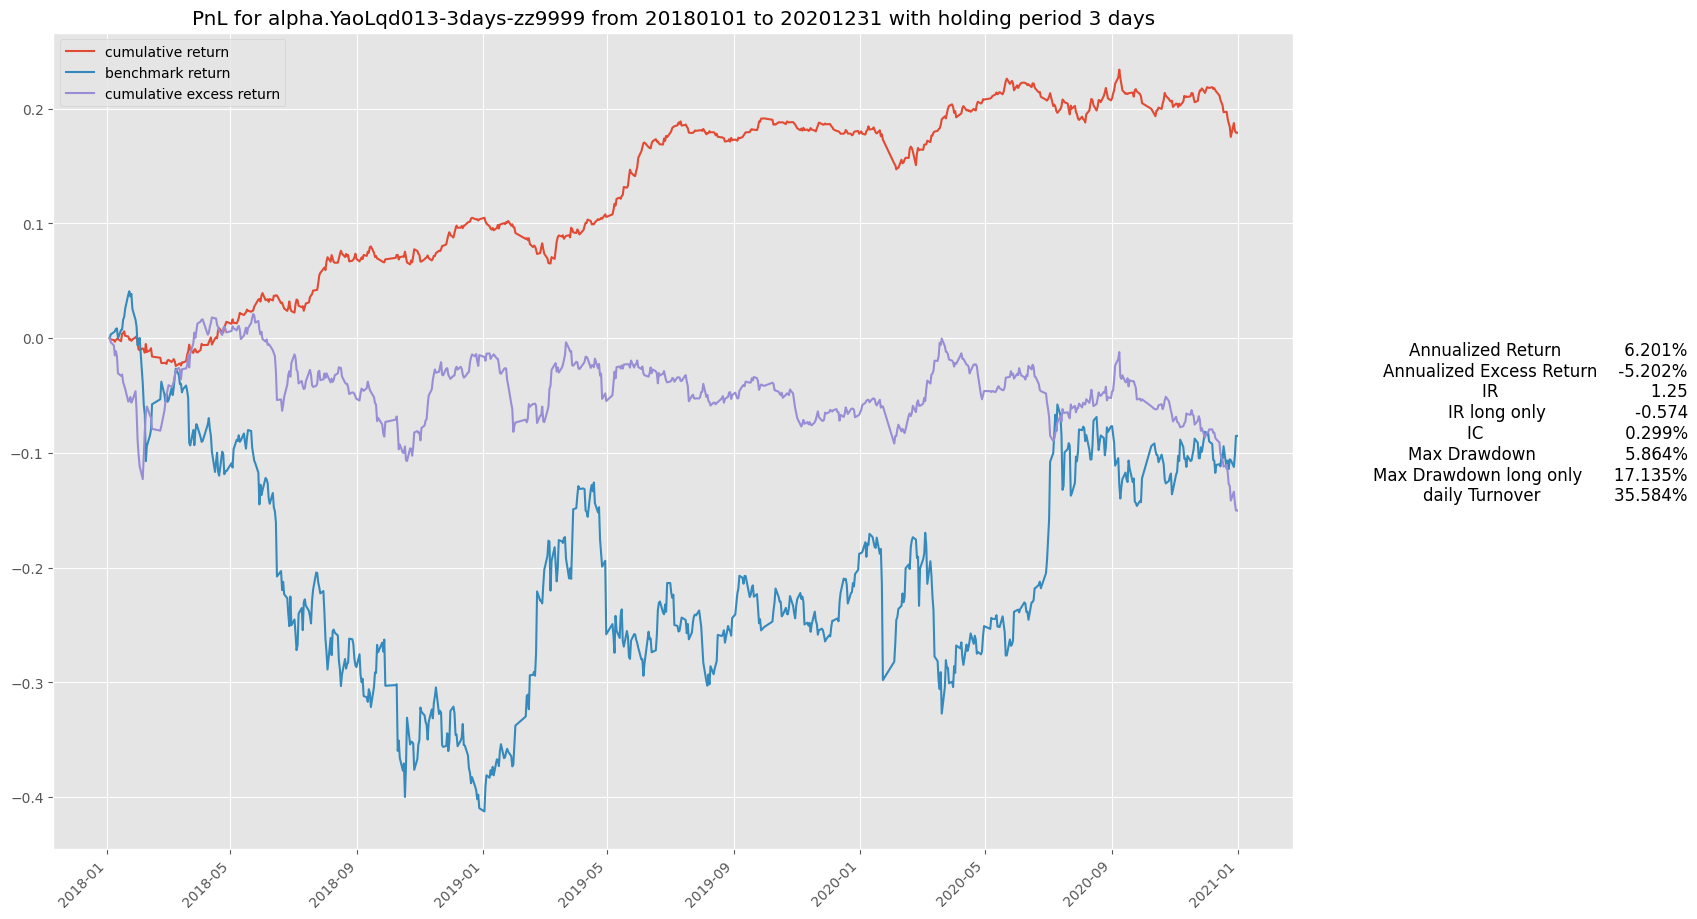 PnL for alpha.YaoLqd013-3days-zz9999 from 20180101 to 20201231 with holding period 3 days
cumulative return
benchmark return
cumulative excess return
0.2
0.1
0.0
−0.1
−0.2
−0.3
−0.4
2018-01
2018-05
2018-09
2019-01
2019-05
2019-09
2020-01
2020-05
2020-09
2021-01
Annualized Return 6.201%
Annualized Excess Return -5.202%
IR 1.25
IR long only -0.574
IC 0.299%
Max Drawdown 5.864%
Max Drawdown long only 17.135%
daily Turnover 35.584%